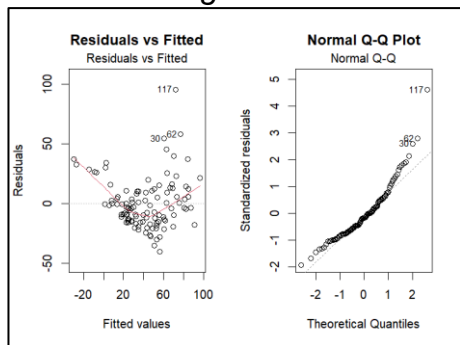 Residuals vs Fitted
Residuals vs Fitted
117
62
30
100
50
0
-50
Residuals
-20 20 60 100
Fitted values
Normal Q-Q Plot
Normal Q-Q
117
62
30
5
4
3
2
1
0
-1
-2
Standardized residuals
-2 -1 0 1 2
Theoretical Quantiles